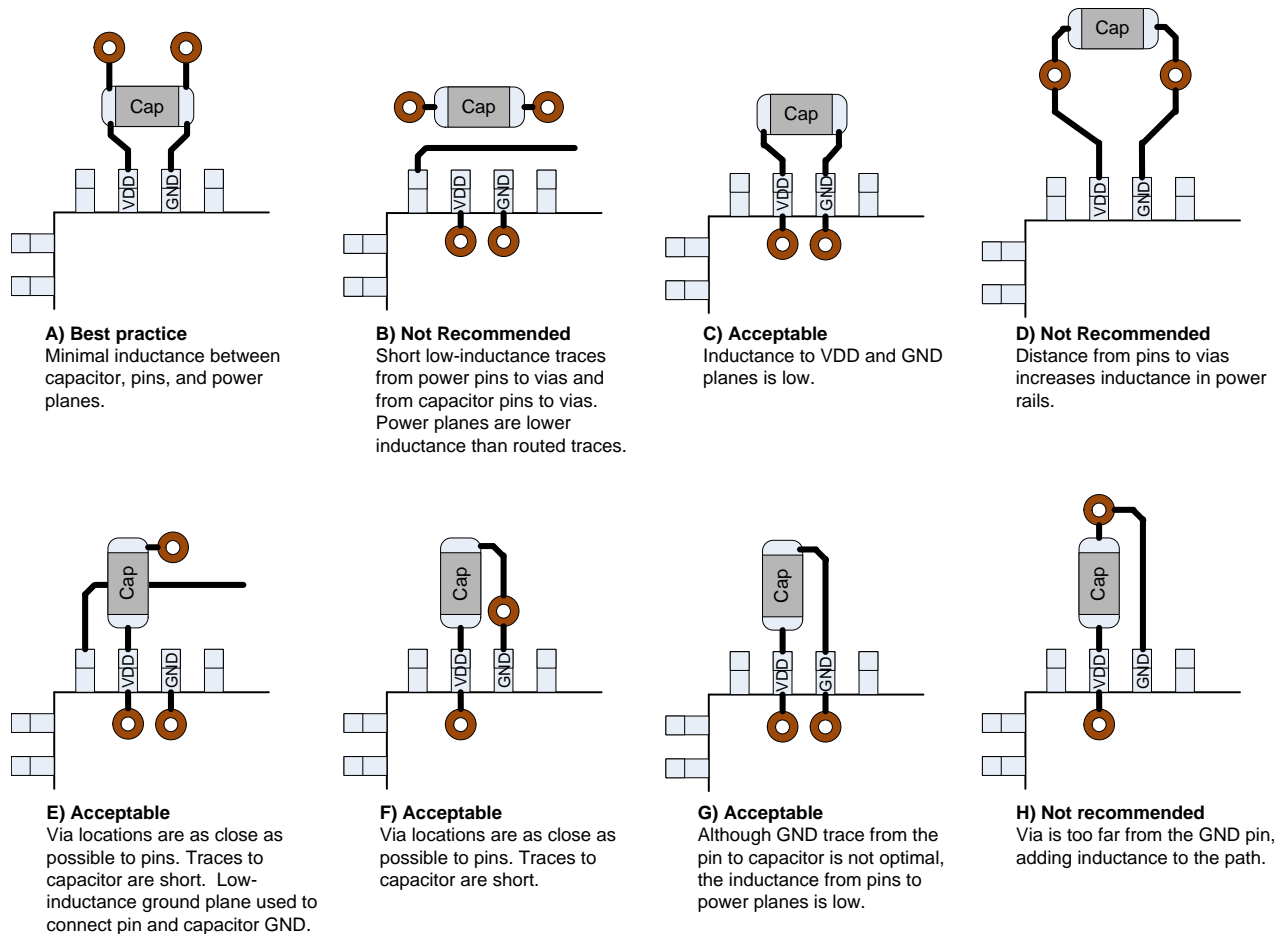 Cap
VDD
GND
A) Best practice
Minimal inductance between
capacitor, pins, and power
planes.
Cap
VDD
GND
B) Not Recommended
Short low-inductance traces
from power pins to vias and
from capacitor pins to vias.
Power planes are lower
inductance than routed traces.
Cap
VDD
GND
C) Acceptable
Inductance to VDD and GND
planes is low.
Cap
VDD
GND
D) Not Recommended
Distance from pins to vias
increases inductance in power
rails.
Cap
VDD
GND
E) Acceptable
Via locations are as close as
possible to pins. Traces to
capacitor are short. Low-
inductance ground plane used to
connect pin and capacitor GND.
Cap
VDD
GND
F) Acceptable
Via locations are as close as
possible to pins. Traces to
capacitor are short.
Cap
VDD
GND
G) Acceptable
Although GND trace from the
pin to capacitor is not optimal,
the inductance from pins to
power planes is low.
Cap
VDD
GND
H) Not recommended
Via is too far from the GND pin,
adding inductance to the path.